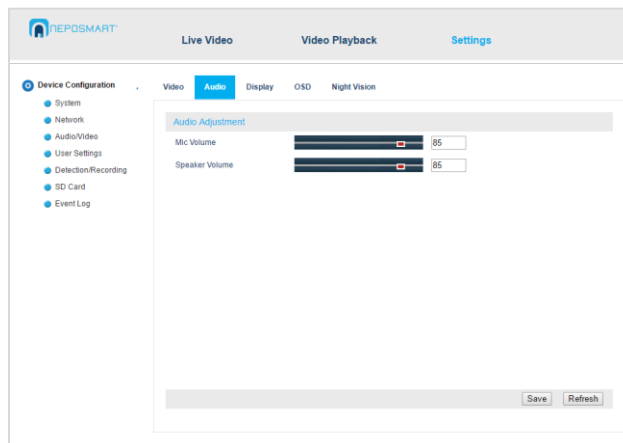 NEPOSMART
Live Video Video Playback Settings
Device Configuration
System
Network
Audio/Video
User Settings
Detection/Recording
SD Card
Event Log
Video Audio Display OSD Night Vision
Audio Adjustment
Mic Volume 85
Speaker Volume 85
Save Refresh